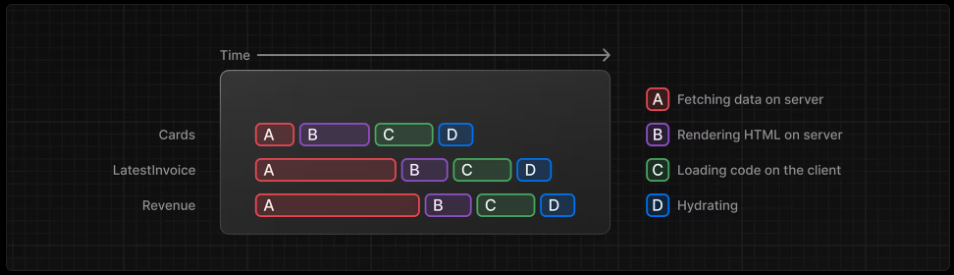 Time
Cards A B C D
LatestInvoice A B C D
Revenue A B C D
A Fetching data on server
B Rendering HTML on server
C Loading code on the client
D Hydrating